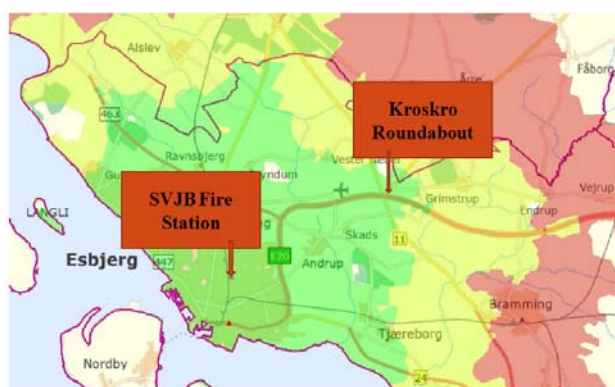 Alslev
Årre
Fåborg
Kroskro
Roundabout
463
Ravnsbjerg
Vester Nebel
SVJB Fire
Station
Grimstrup
Vejrup
Endrup
LANGLI
Skads
11
Esbjerg
447
E20
Andrup
Bramming
Tjæreborg
Nordby
24